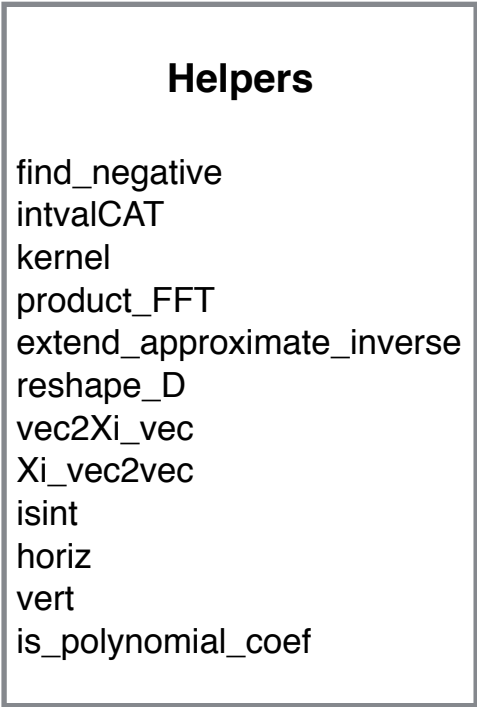 Helpers
find_negative
intvalCAT
kernel
product_FFT
extend_approximate_inverse
reshape_D
vec2Xi_vec
Xi_vec2vec
isint
horiz
vert
is_polynomial_coef